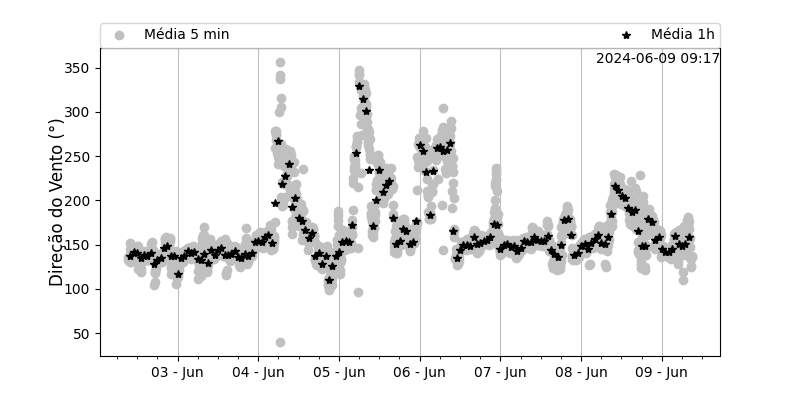 Média 5 min
Média 1h
2024-06-09 09:17
Direção do Vento (°)
350
300
250
200
150
100
50
03 - Jun
04 - Jun
05 - Jun
06 - Jun
07 - Jun
08 - Jun
09 - Jun